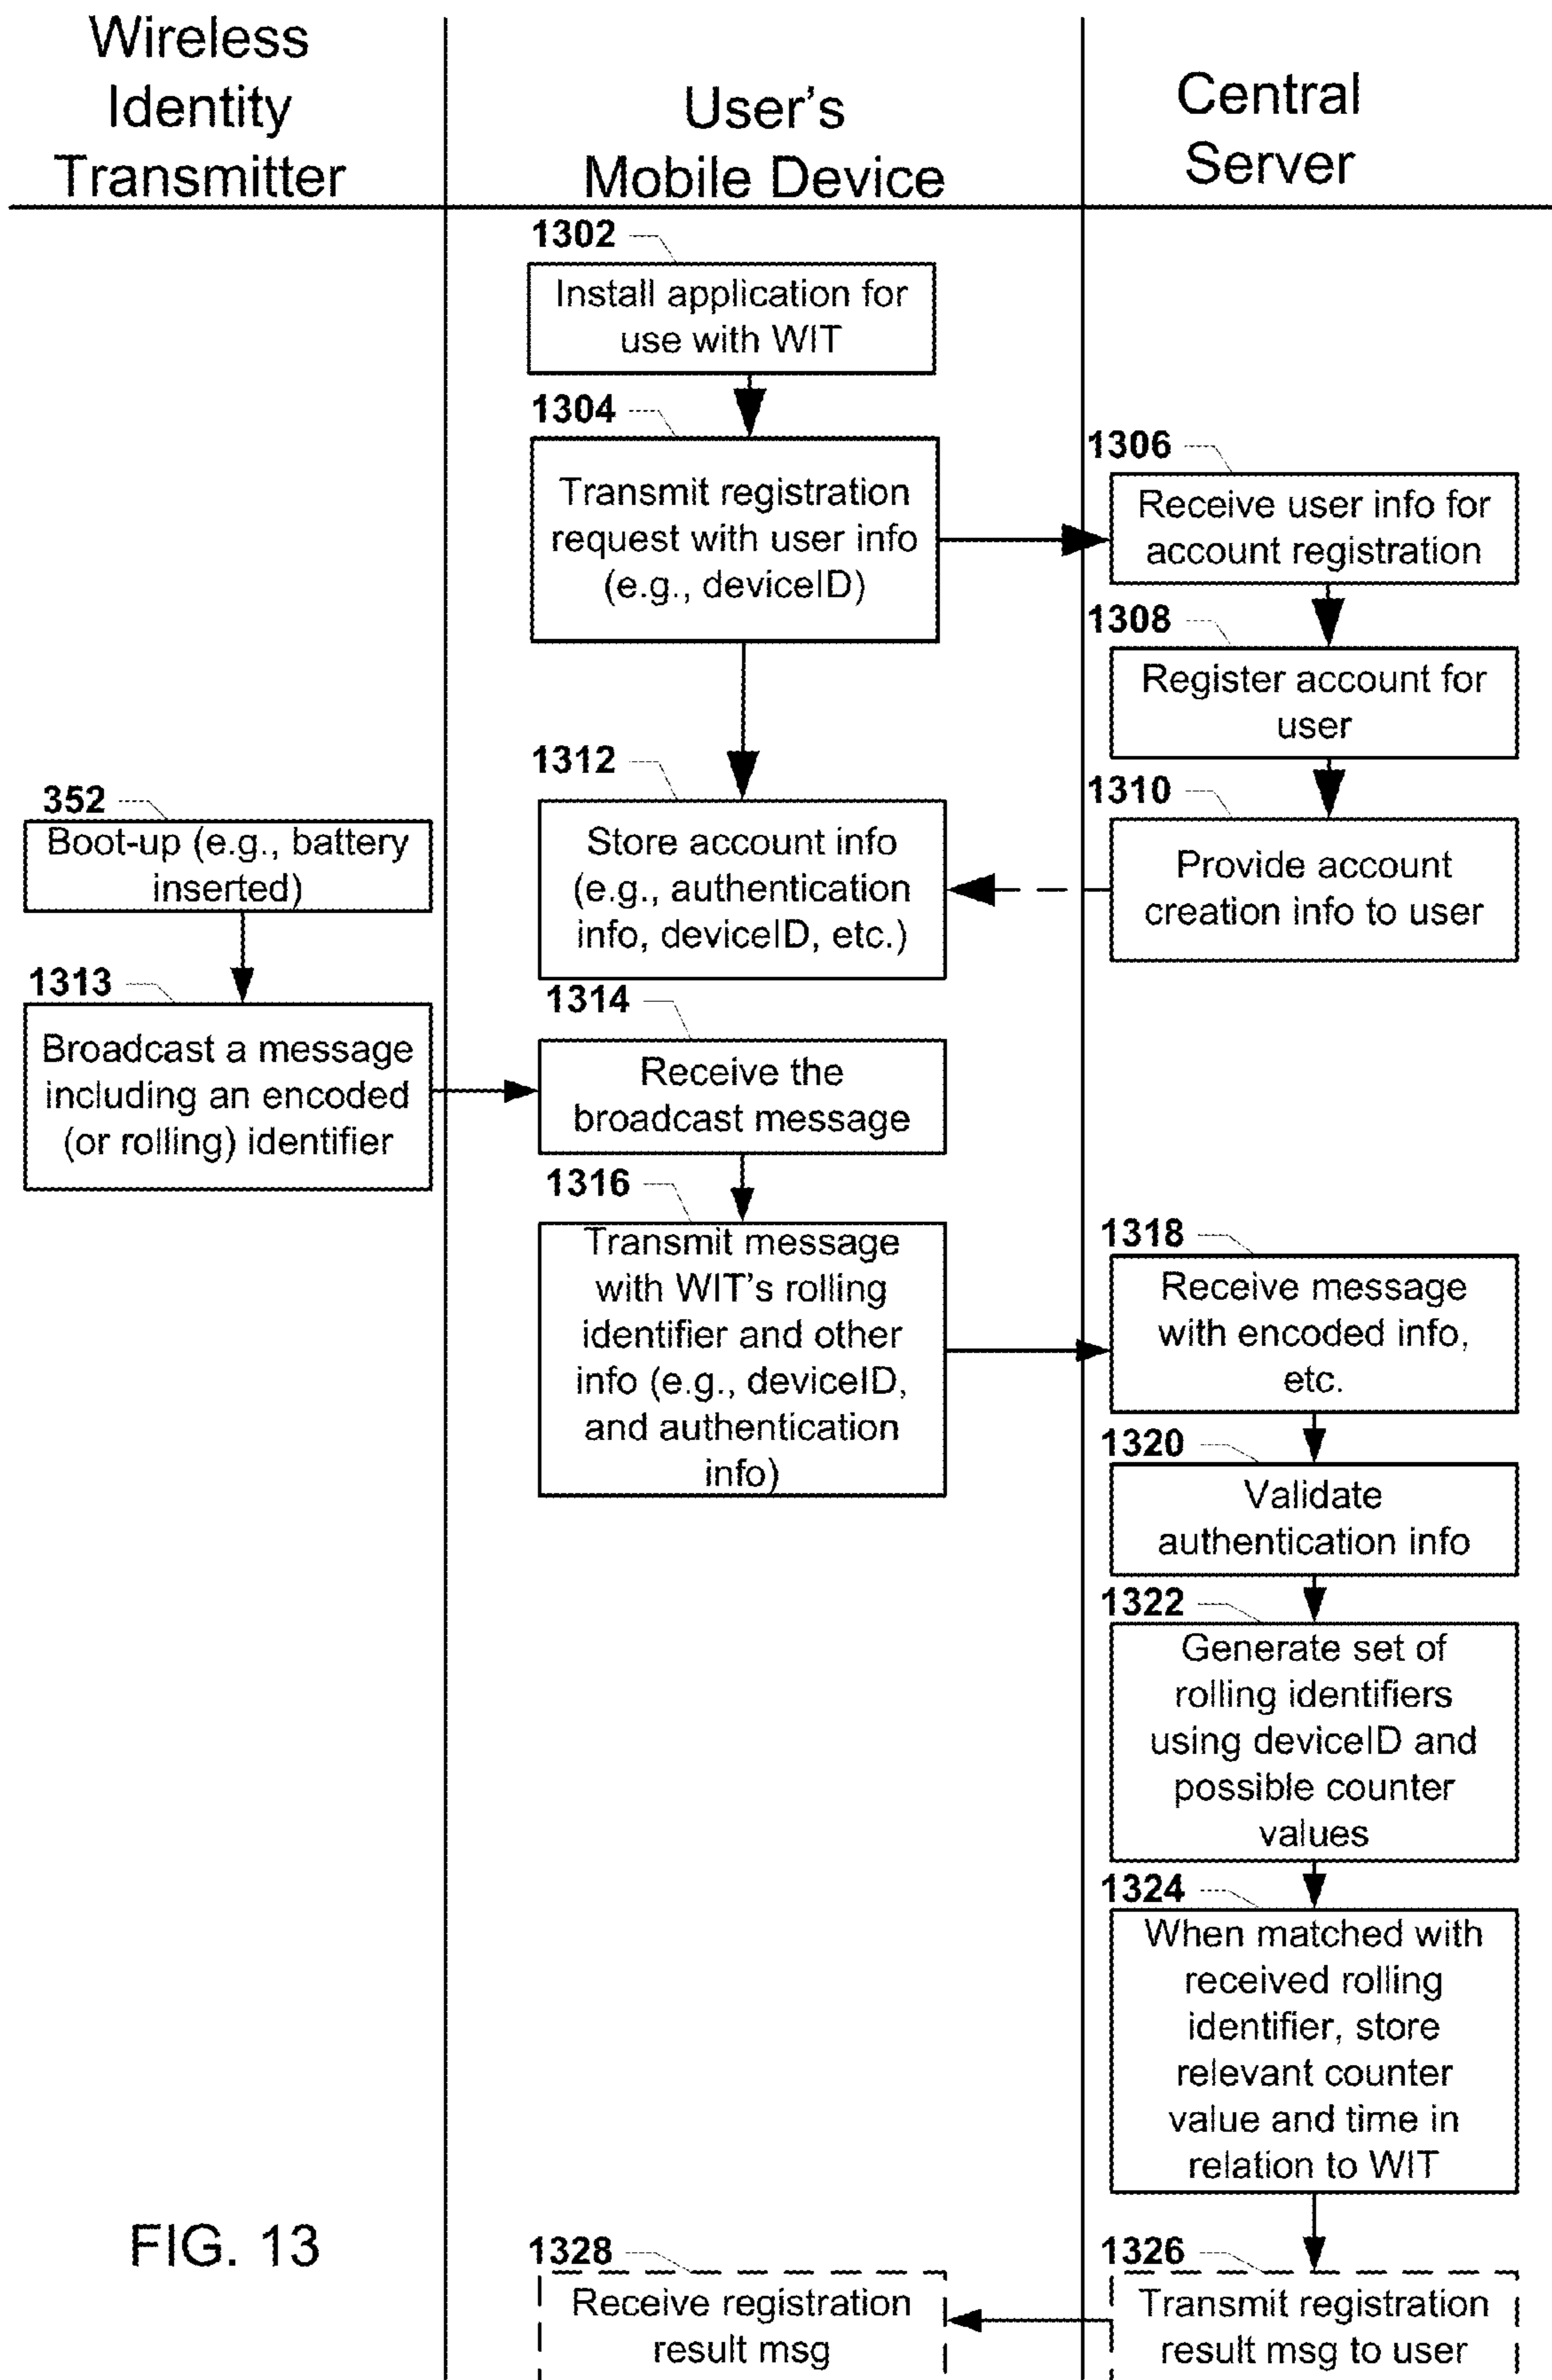 Wireless
Identity
Transmitter
User's
Mobile Device
Central
Server
1302
Install application for
use with WIT
1304
Transmit registration
request with user info
(e.g., deviceID)
1306
Receive user info for
account registration
1308
Register account for
user
1310
Provide account
creation info to user
1312
Store account info
(e.g., authentication
info, deviceID, etc.)
352
Boot-up (e.g., battery
inserted)
1313
Broadcast a message
including an encoded
(or rolling) identifier
1314
Receive the
broadcast message
1316
Transmit message
with WIT's rolling
identifier and other
info (e.g., deviceID,
and authentication
info)
1318
Receive message
with encoded info,
etc.
1320
Validate
authentication info
1322
Generate set of
rolling identifiers
using deviceID and
possible counter
values
1324
When matched with
received rolling
identifier, store
relevant counter
value and time in
relation to WIT
1326
Transmit registration
result msg to user
1328
Receive registration
result msg
FIG. 13